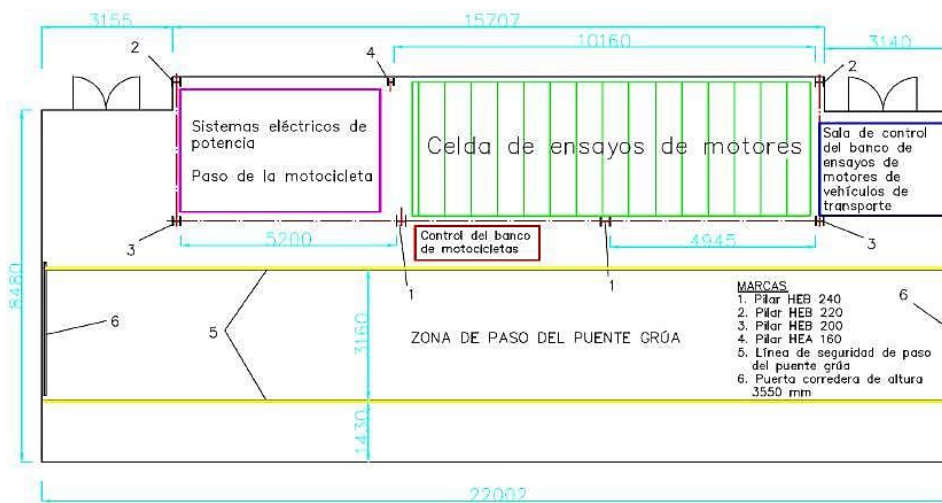 3155
15707
10160
3140
2
4
2
Sistemas eléctricos de
potencia
Paso de la motocicleta
Celda de ensayos de motores
Sala de control
del banco de
ensayos de
motores de
vehículos de
transporte
8480
3
5200
Control del banco
de motocicletas
4945
3
1
1
6
5
3160
ZONA DE PASO DEL PUENTE GRÚA
MARCAS
1. Pilar HEB 240
2. Pilar HEB 220
3. Pilar HEB 200
4. Pilar HEA 160
5. Línea de seguridad de paso
del puente grúa
6. Puerta corredera de altura
3550 mm
6
1430
22002